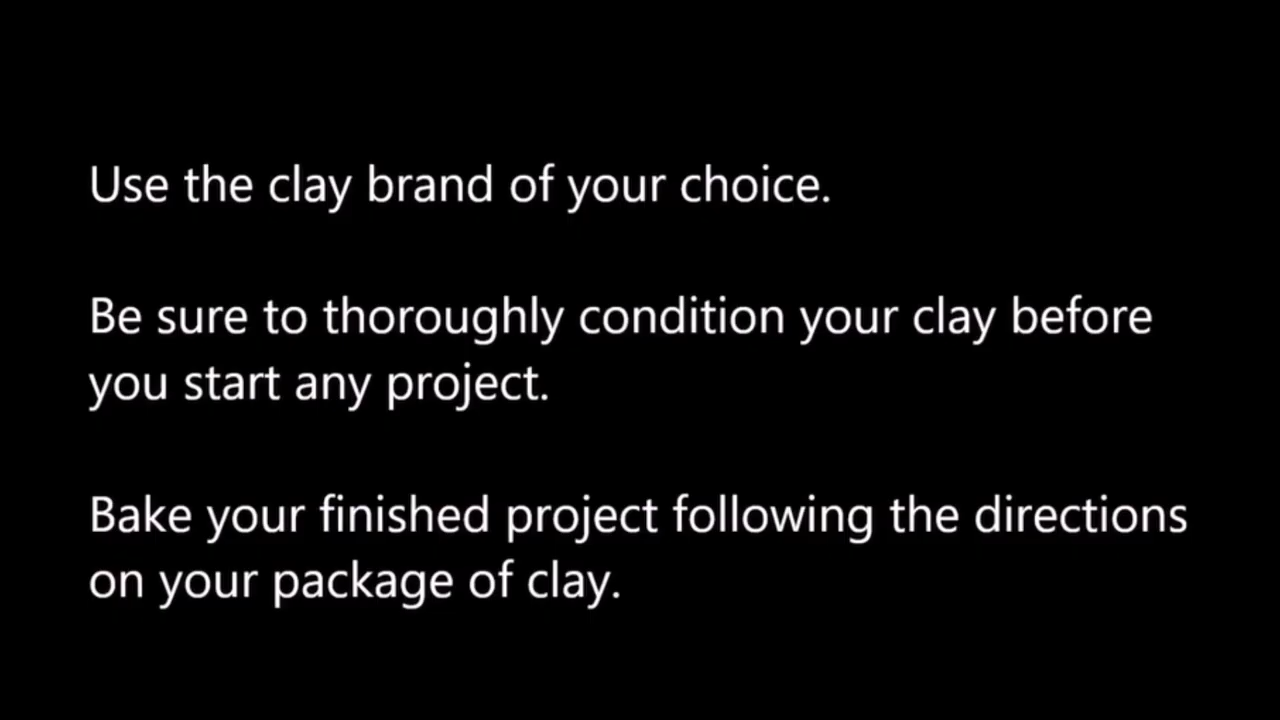 Use the clay brand of your choice.
Be sure to thoroughly condition your clay before
you start any project.
Bake your finished project following the directions
on your package of clay.